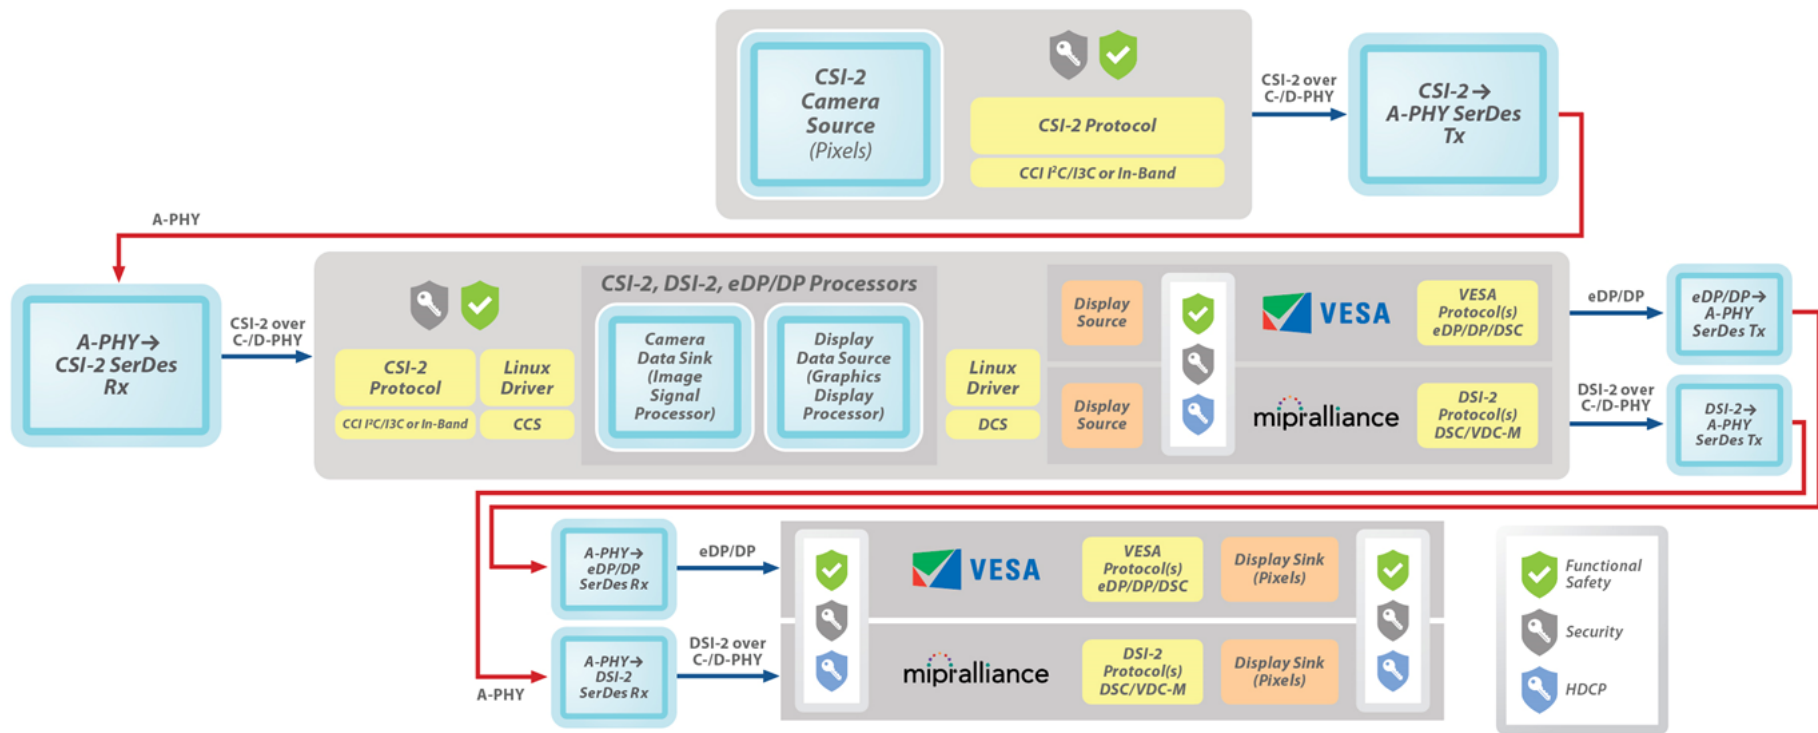 CSI-2
Camera
Source
(Pixels)
CSI-2 Protocol
CCI I²C/I3C or In-Band
CSI-2 over
C-/D-PHY
CSI-2→
A-PHY SerDes
Tx
A-PHY
A-PHY→
CSI-2 SerDes
Rx
CSI-2 over
C-/D-PHY
CSI-2
Protocol
CCI I²C/I3C or In-Band
Linux
Driver
CCS
CSI-2, DSI-2, eDP/DP Processors
Camera
Data Sink
(Image
Signal
Processor)
Display
Data Source
(Graphics
Display
Processor)
Linux
Driver
DCS
Display
Source
VESA
VESA
Protocol(s)
eDP/DP/DSC
Display
Source
mipi alliance
DSI-2
Protocol(s)
DSC/VDC-M
eDP/DP
eDP/DP→
A-PHY
SerDes Tx
DSI-2 over
C-/D-PHY
DSI-2→
A-PHY
SerDes Tx
A-PHY→
eDP/DP
SerDes Rx
eDP/DP
VESA
VESA
Protocol(s)
eDP/DP/DSC
Display Sink
(Pixels)
A-PHY
A-PHY→
DSI-2
SerDes Rx
DSI-2 over
C-/D-PHY
mipi alliance
DSI-2
Protocol(s)
DSC/VDC-M
Display Sink
(Pixels)
Functional
Safety
Security
HDCP